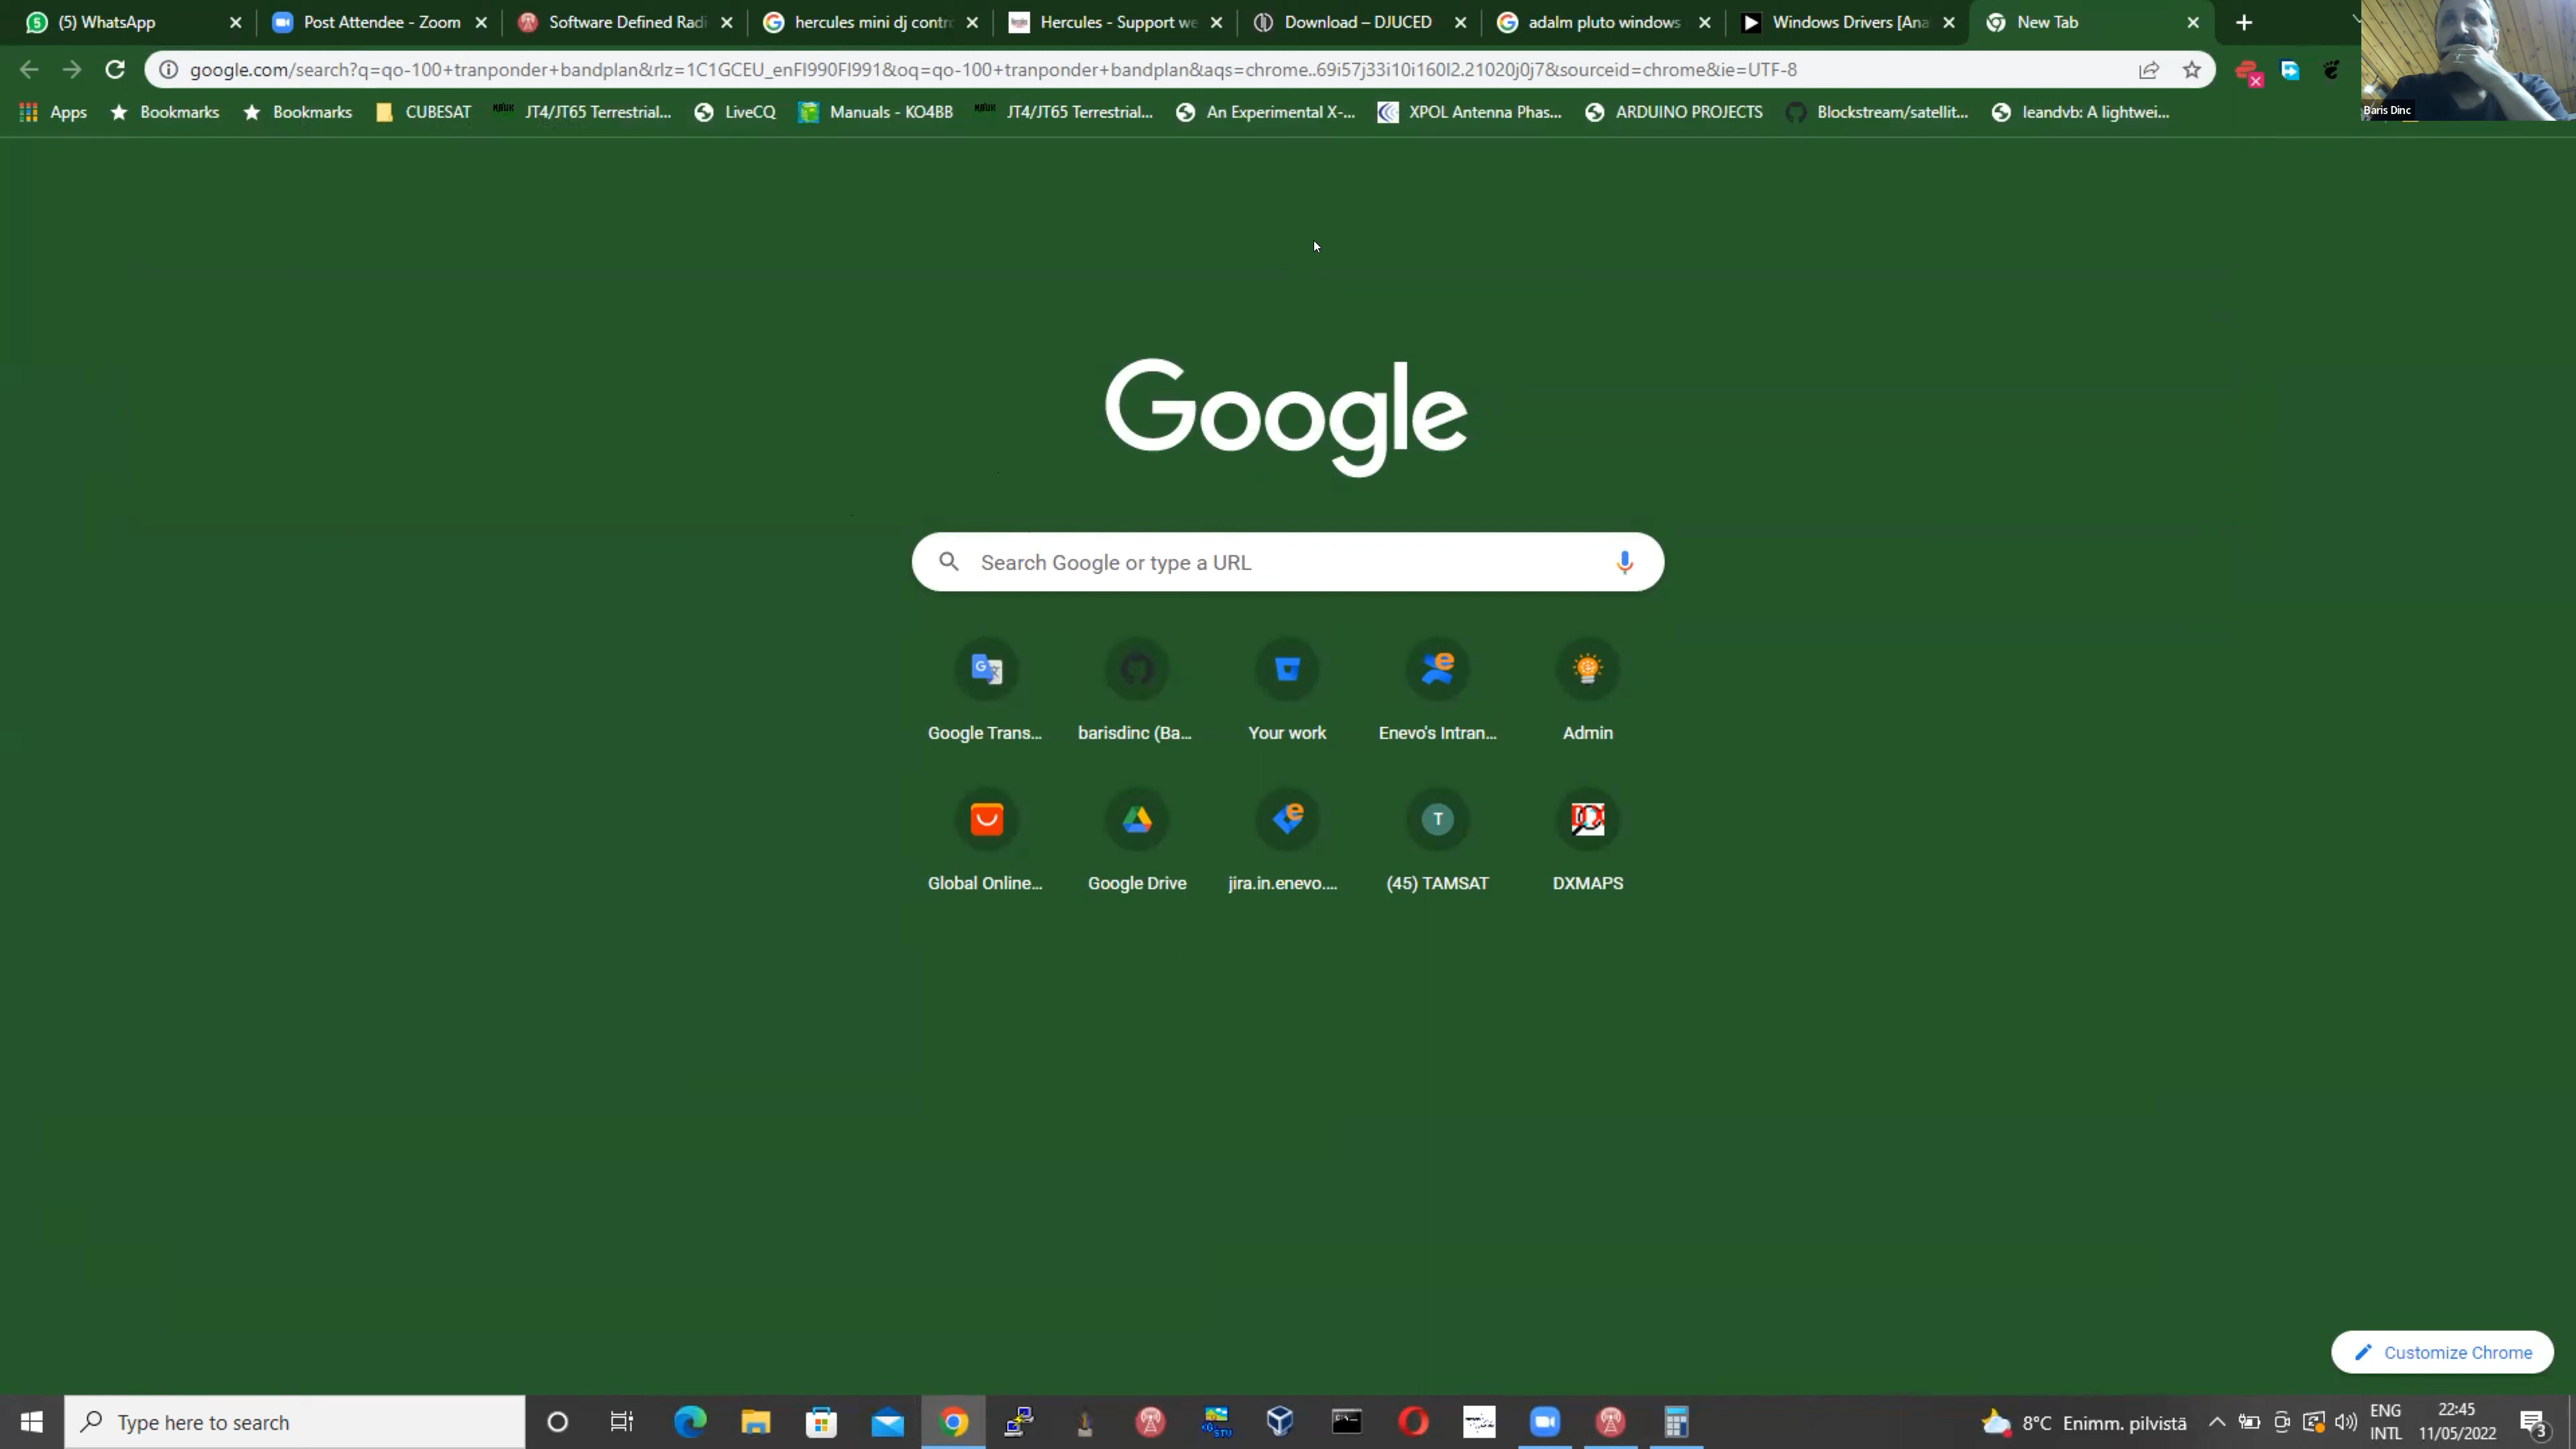 (5) WhatsApp
Post Attendee - Zoom
Software Defined Radi
hercules mini dj contro
Hercules - Support we
Download – DJUCED
adalm pluto windows
Windows Drivers [Ana
New Tab
google.com/search?q=qo-100+tranponder+bandplan&rlz=1C1GCEU_enFI990FI991&oq=qo-100+tranponder+bandplan&aqs=chrome..69i57j33i10i160l2.21020j0j7&sourceid=chrome&ie=UTF-8
Apps
Bookmarks
Bookmarks
CUBESAT
JT4/JT65 Terrestrial...
LiveCQ
Manuals - KO4BB
JT4/JT65 Terrestrial...
An Experimental X-...
XPOL Antenna Phas...
ARDUINO PROJECTS
Blockstream/satellit...
leandvb: A lightwei...
Baris Dinc
Google
Search Google or type a URL
Google Trans...
barisdinc (Ba...
Your work
Enevo's Intran...
Admin
Global Online...
Google Drive
jira.in.enevo....
T
(45) TAMSAT
DXMAPS
Customize Chrome
Type here to search
8°C Enimm. pilvistä
ENG
INTL
22:45
11/05/2022
3